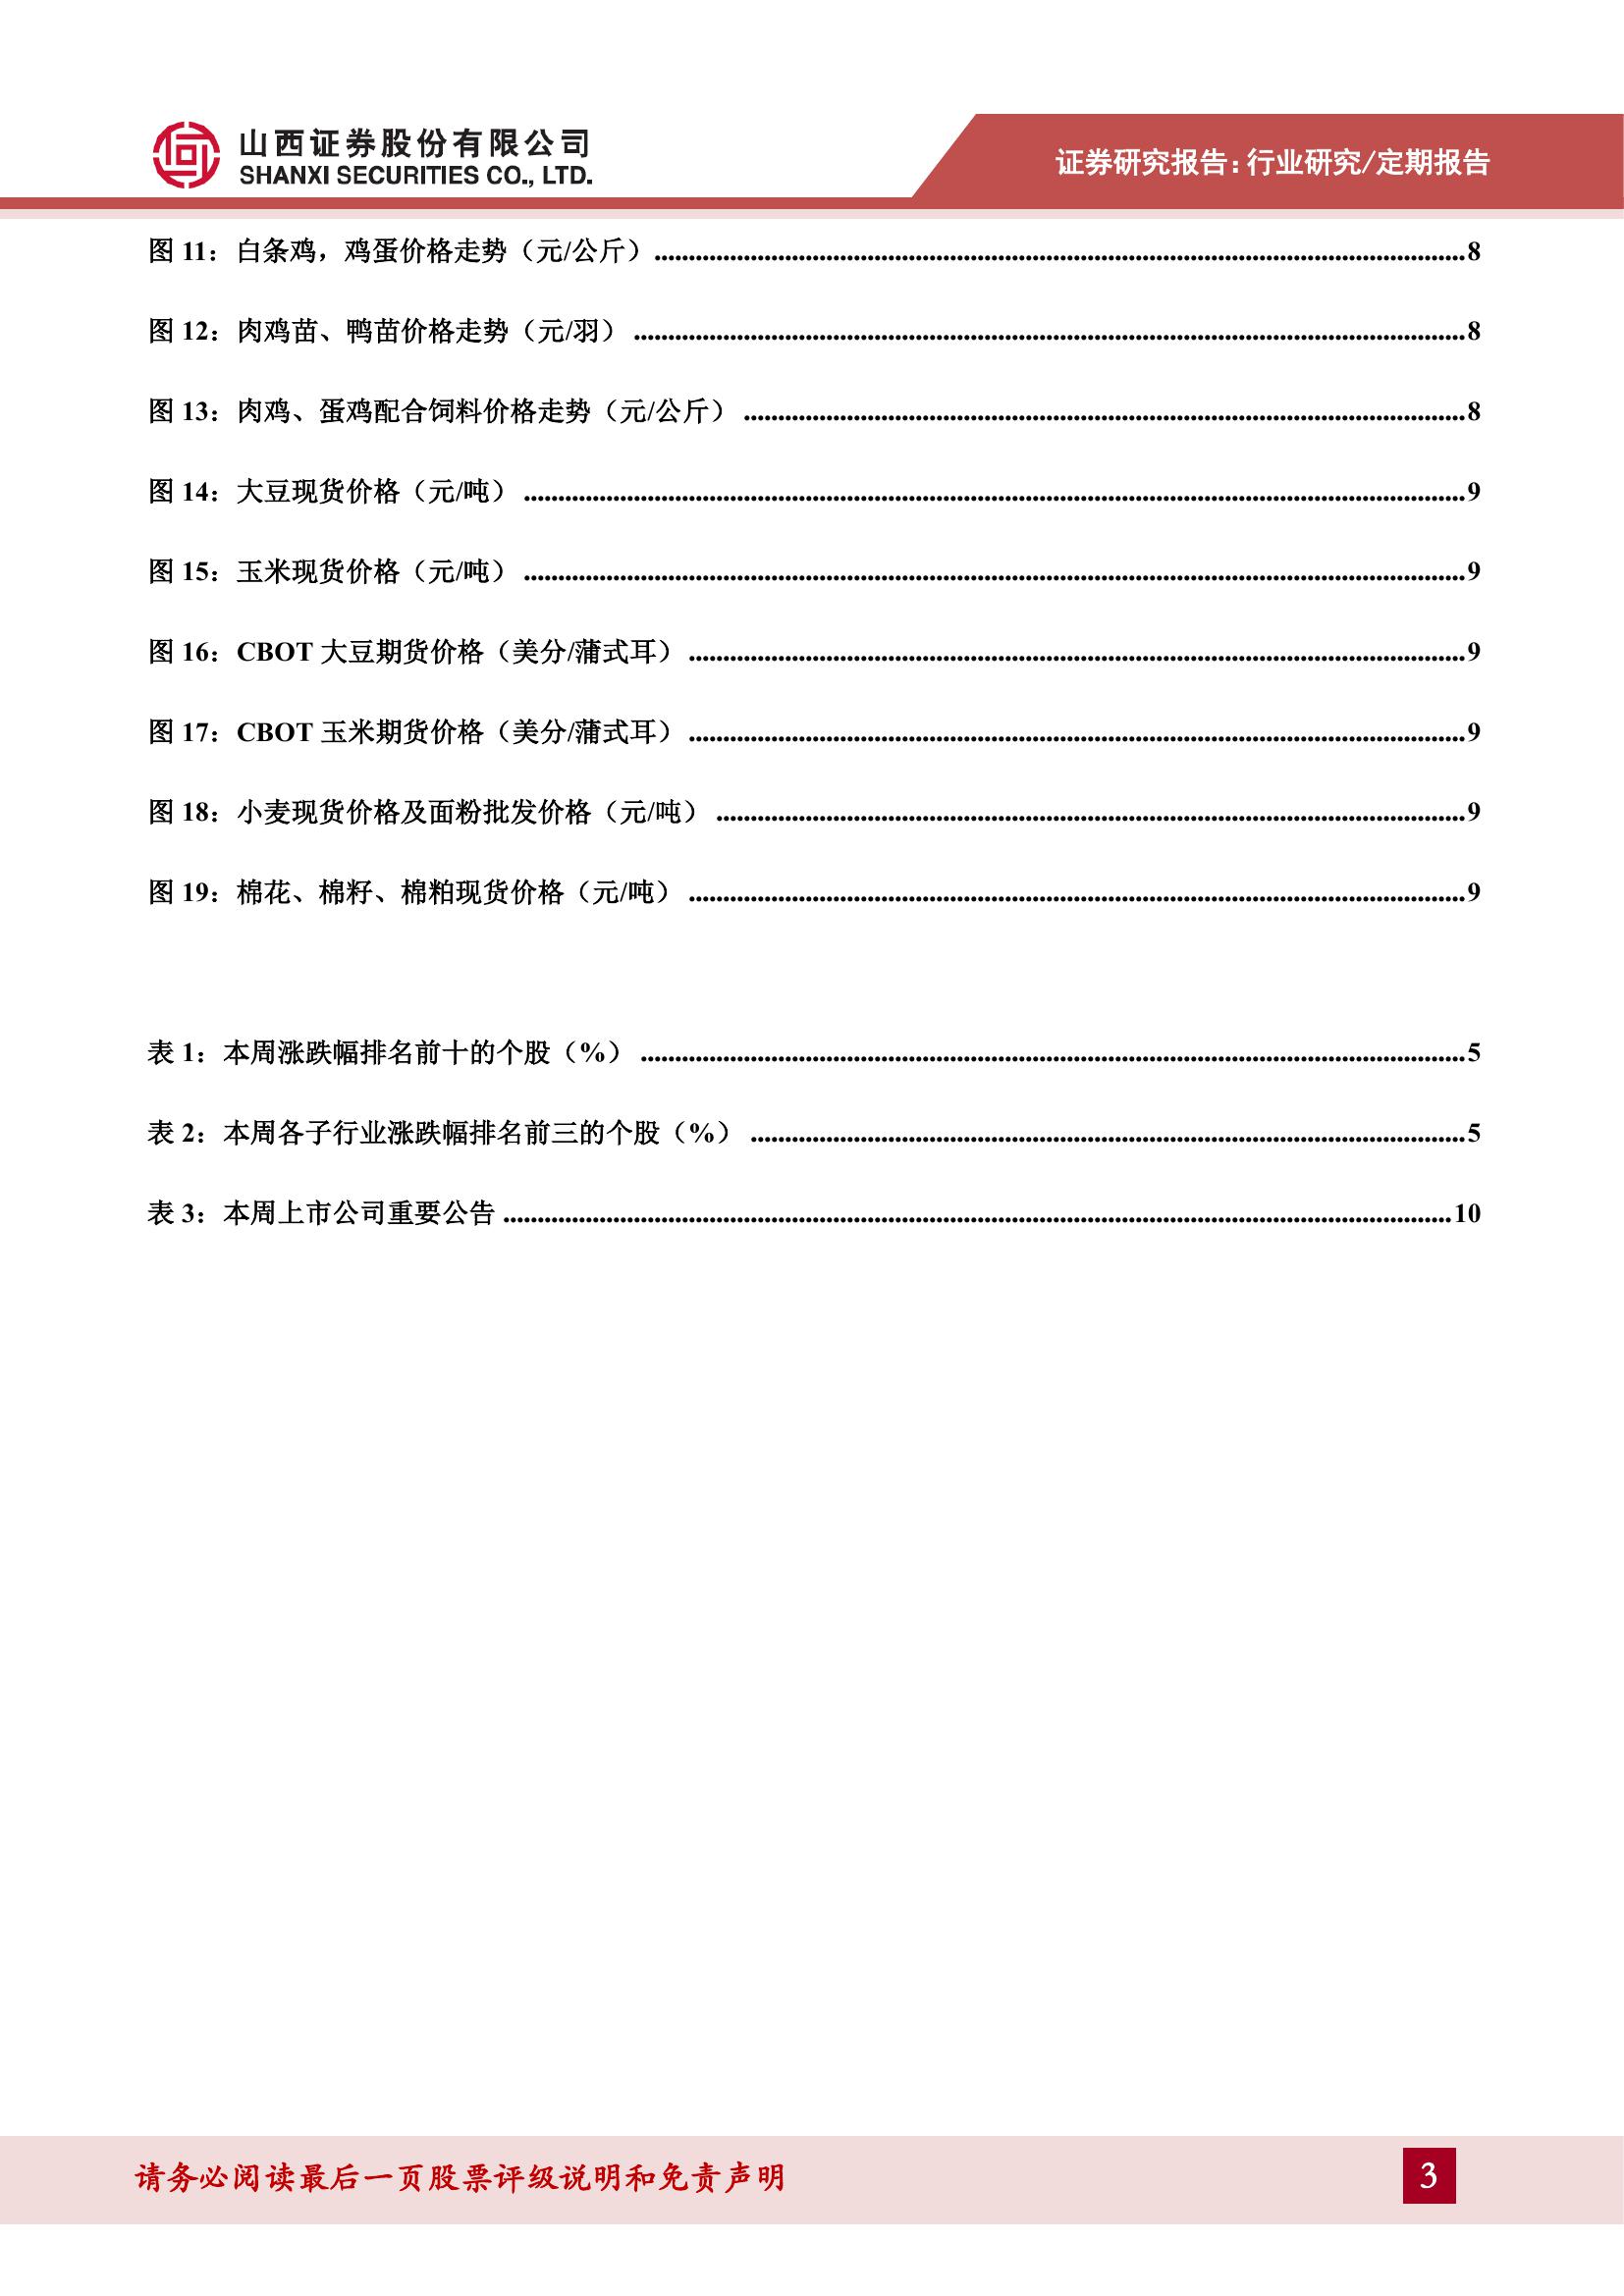 山西证券股份有限公司
SHANXI SECURITIES CO., LTD.
证券研究报告：行业研究/定期报告
图 11：白条鸡，鸡蛋价格走势（元/公斤）........................................8
图 12：肉鸡苗、鸭苗价格走势（元/羽）........................................8
图 13：肉鸡、蛋鸡配合饲料价格走势（元/公斤）........................................8
图 14：大豆现货价格（元/吨）........................................9
图 15：玉米现货价格（元/吨）........................................9
图 16：CBOT 大豆期货价格（美分/蒲式耳）........................................9
图 17：CBOT 玉米期货价格（美分/蒲式耳）........................................9
图 18：小麦现货价格及面粉批发价格（元/吨）........................................9
图 19：棉花、棉籽、棉粕现货价格（元/吨）........................................9
表 1：本周涨跌幅排名前十的个股（%）........................................5
表 2：本周各子行业涨跌幅排名前三的个股（%）........................................5
表 3：本周上市公司重要公告........................................10
请务必阅读最后一页股票评级说明和免责声明
3